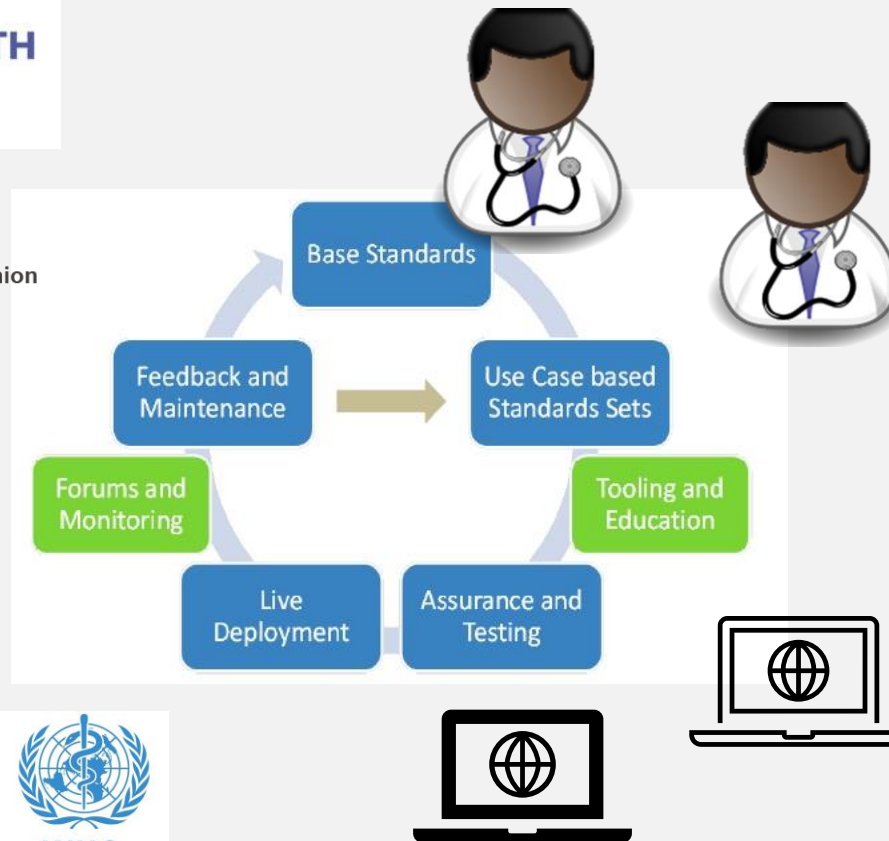 TH
nion
Base Standards
Feedback and
Maintenance
Use Case based
Standards Sets
Forums and
Monitoring
Tooling and
Education
Live
Deployment
Assurance and
Testing